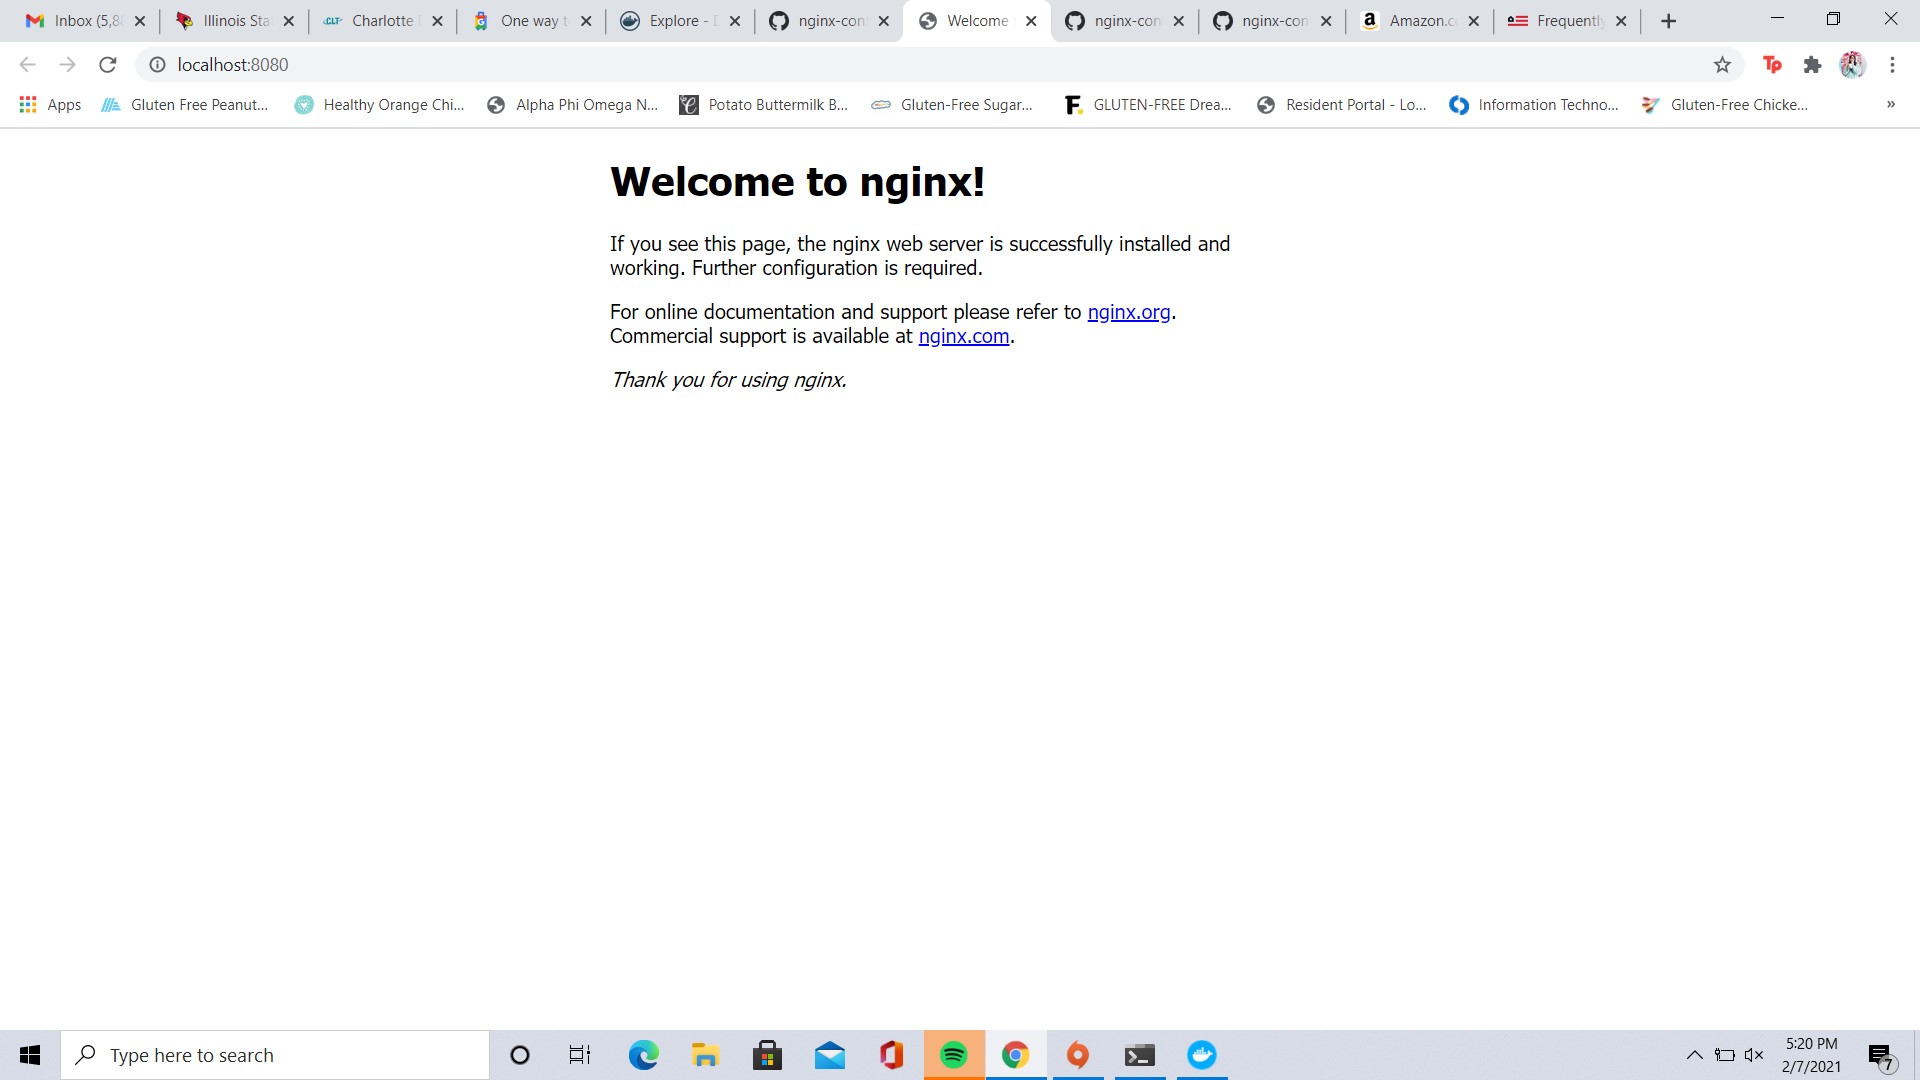 Inbox (5,8
Illinois Sta
CLT
Charlotte
One way t
Explore - D
nginx-con
Welcome
nginx-con
nginx-con
a
Amazon.c
Frequently
localhost:8080
Tp
Apps
Gluten Free Peanut...
Healthy Orange Chi...
Alpha Phi Omega N...
Potato Buttermilk B...
Gluten-Free Sugar...
F.
GLUTEN-FREE Drea...
Resident Portal - Lo...
Information Techno...
Gluten-Free Chicke...
»
Welcome to nginx!
If you see this page, the nginx web server is successfully installed and
working. Further configuration is required.
For online documentation and support please refer to nginx.org.
Commercial support is available at nginx.com.
Thank you for using nginx.
Type here to search
5:20 PM
2/7/2021
7